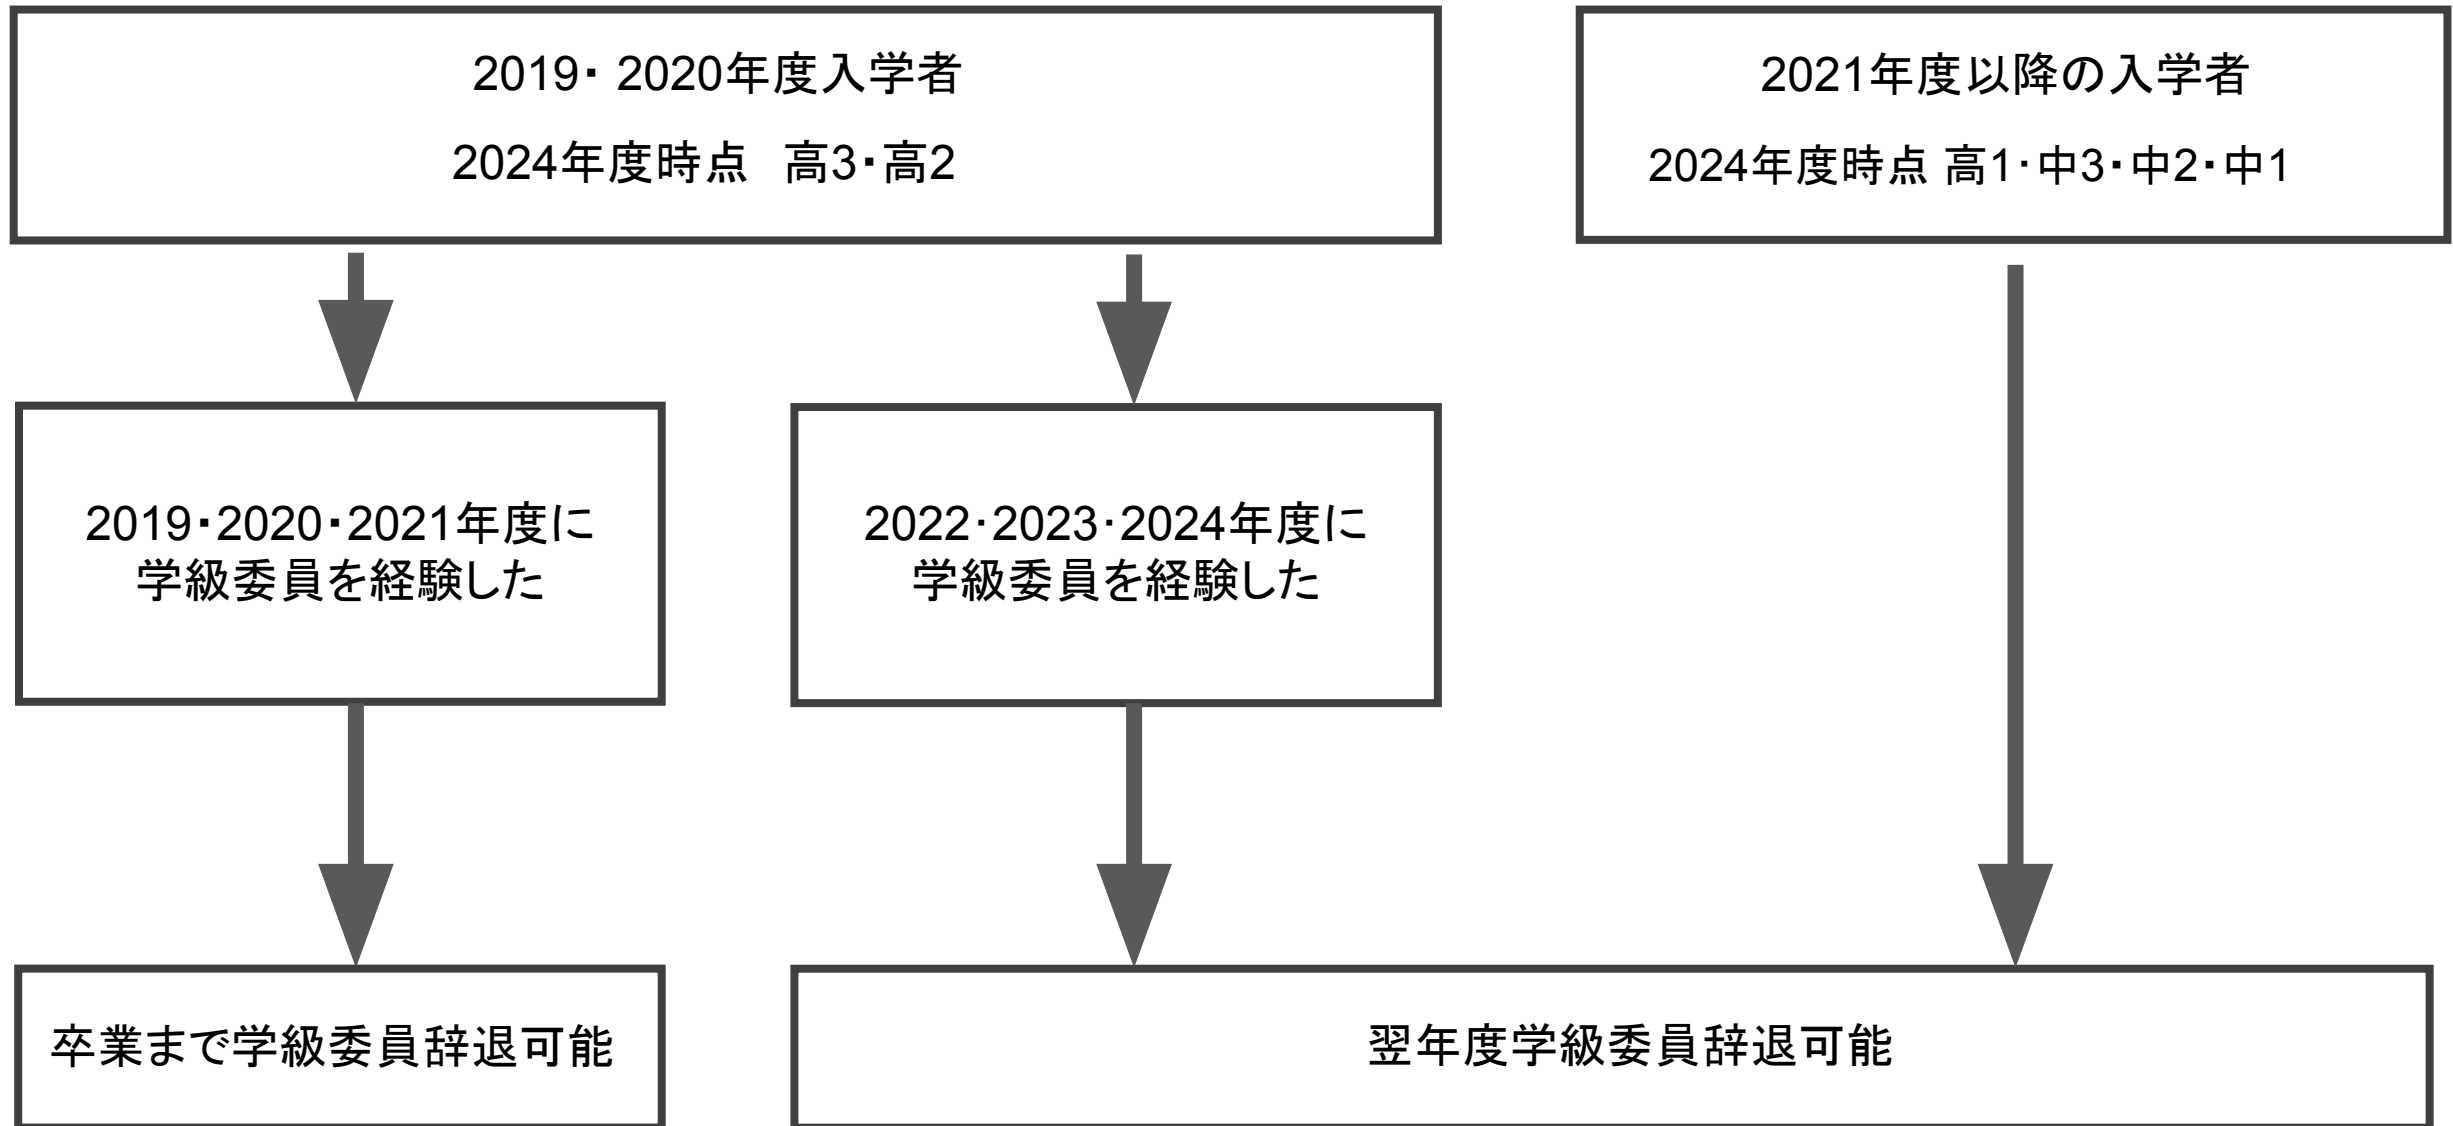 2019・ 2020年度入学者
2024年度時点　高3・高2
2021年度以降の入学者
2024年度時点 高1·中3・中2・中1
2019・2020・2021年度に
学級委員を経験した
2022·2023·2024年度に
学級委員を経験した
卒業まで学級委員辞退可能
翌年度学級委員辞退可能